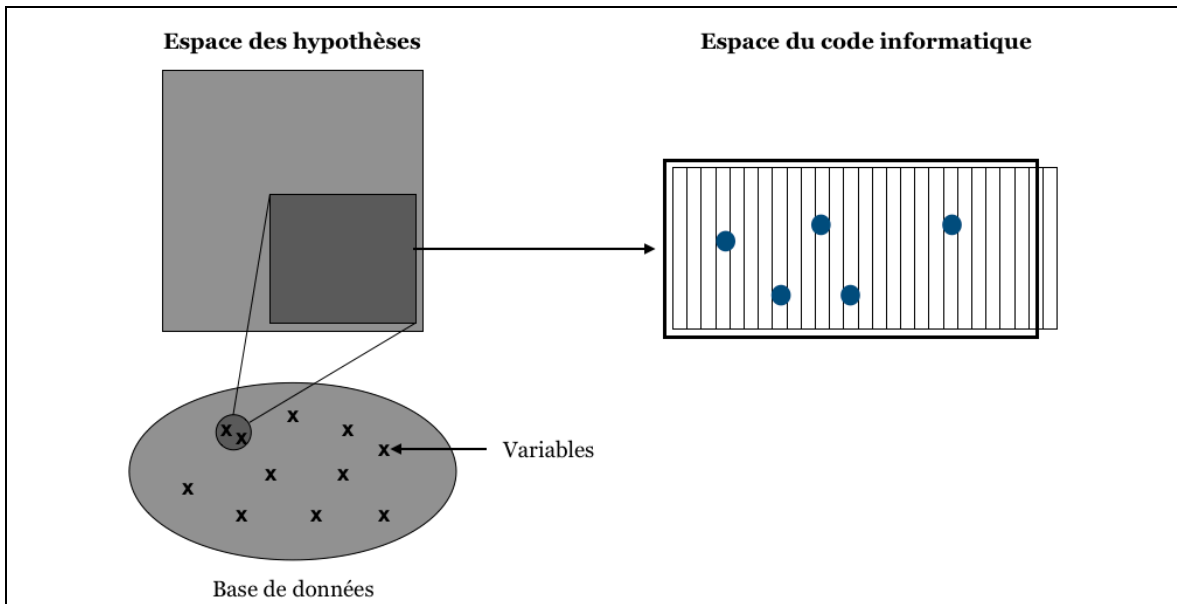 Espace des hypothèses
Espace du code informatique
x
x
x
x
x
x
x
x
x
x
x
Variables
Base de données